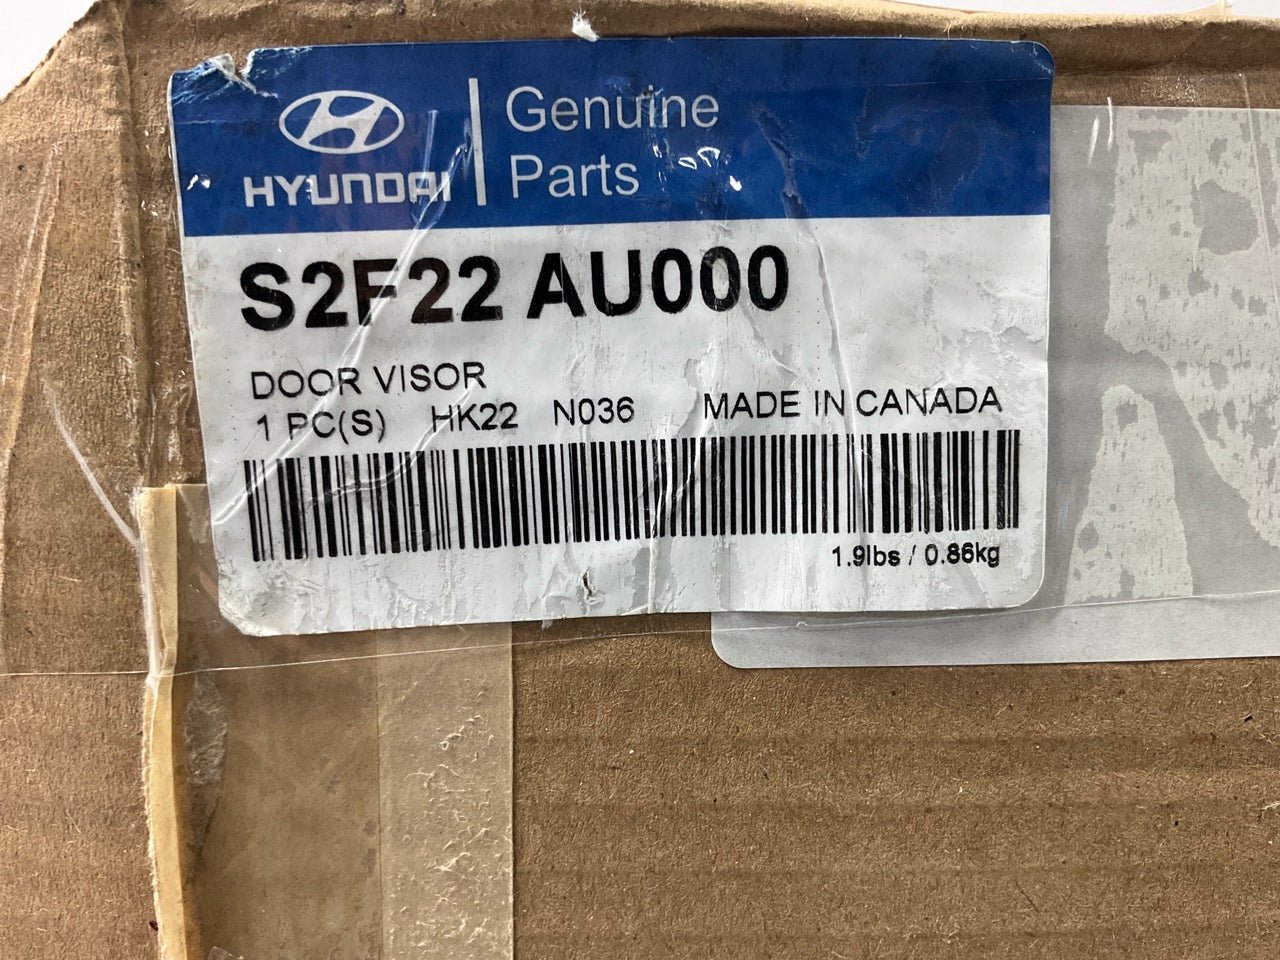 HYUNDAI
Genuine
Parts
S2F22 AU000
DOOR VISOR
1 PC(S) HK22 N036 MADE IN CANADA
1.9lbs / 0.86kg